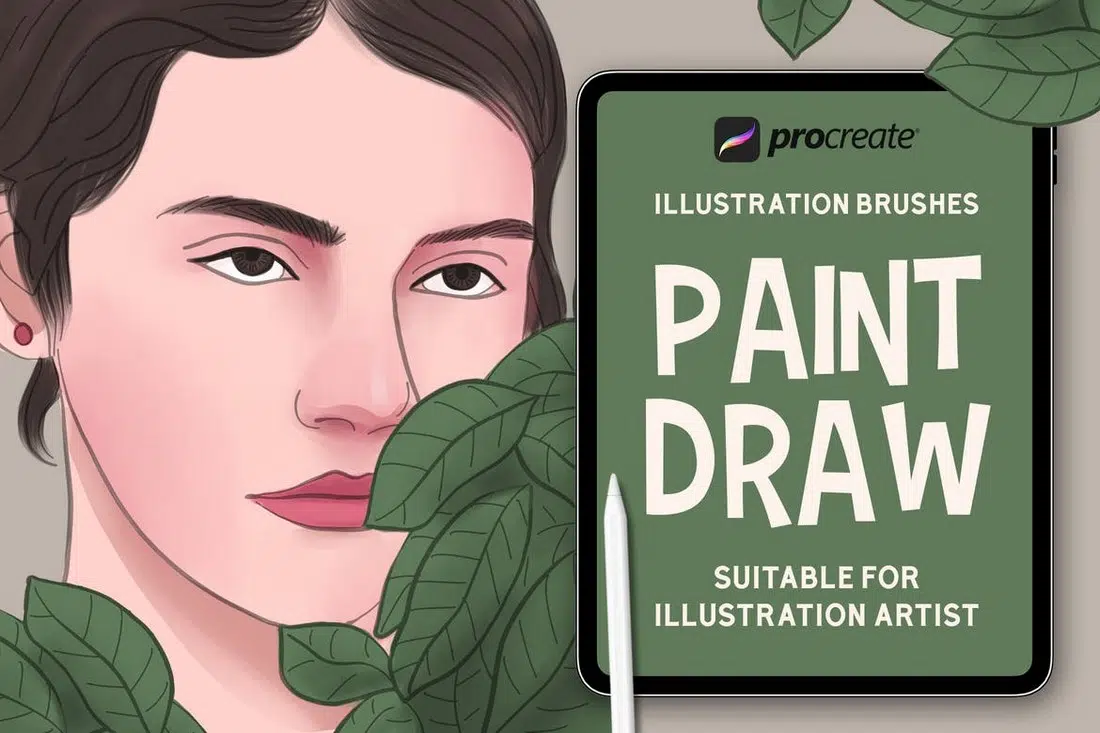 procreate®
ILLUSTRATION BRUSHES
PAINT
DRAW
SUITABLE FOR
ILLUSTRATION ARTIST